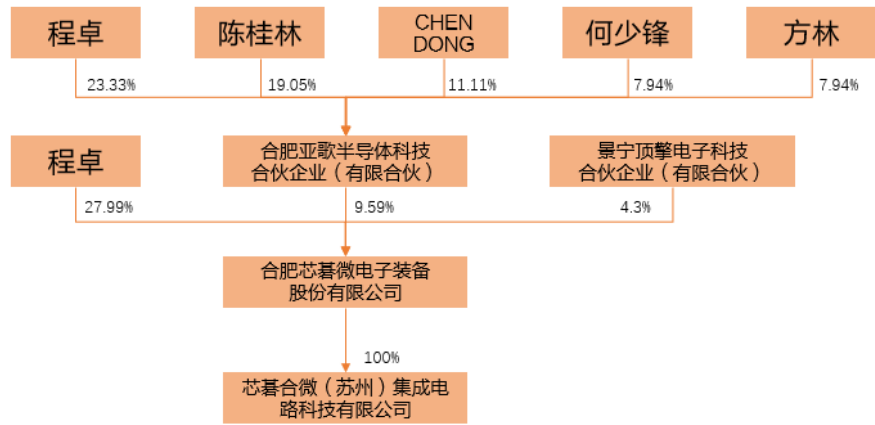 程卓
陈桂林
CHEN
DONG
何少锋
方林
23.33%
19.05%
11.11%
7.94%
7.94%
程卓
合肥亚歌半导体科技
合伙企业（有限合伙）
景宁顶擎电子科技
合伙企业（有限合伙）
27.99%
9.59%
4.3%
合肥芯碁微电子装备
股份有限公司
100%
芯碁合微（苏州）集成电
路科技有限公司